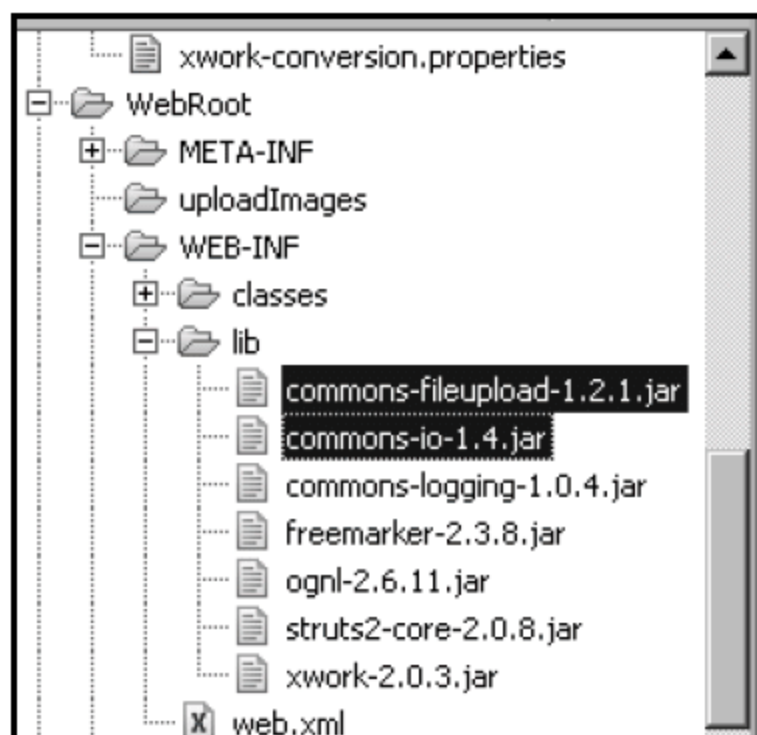 xwork-conversion.properties
WebRoot
META-INF
uploadImages
WEB-INF
classes
lib
commons-fileupload-1.2.1.jar
commons-io-1.4.jar
commons-logging-1.0.4.jar
freemarker-2.3.8.jar
ognl-2.6.11.jar
struts2-core-2.0.8.jar
xwork-2.0.3.jar
web.xml